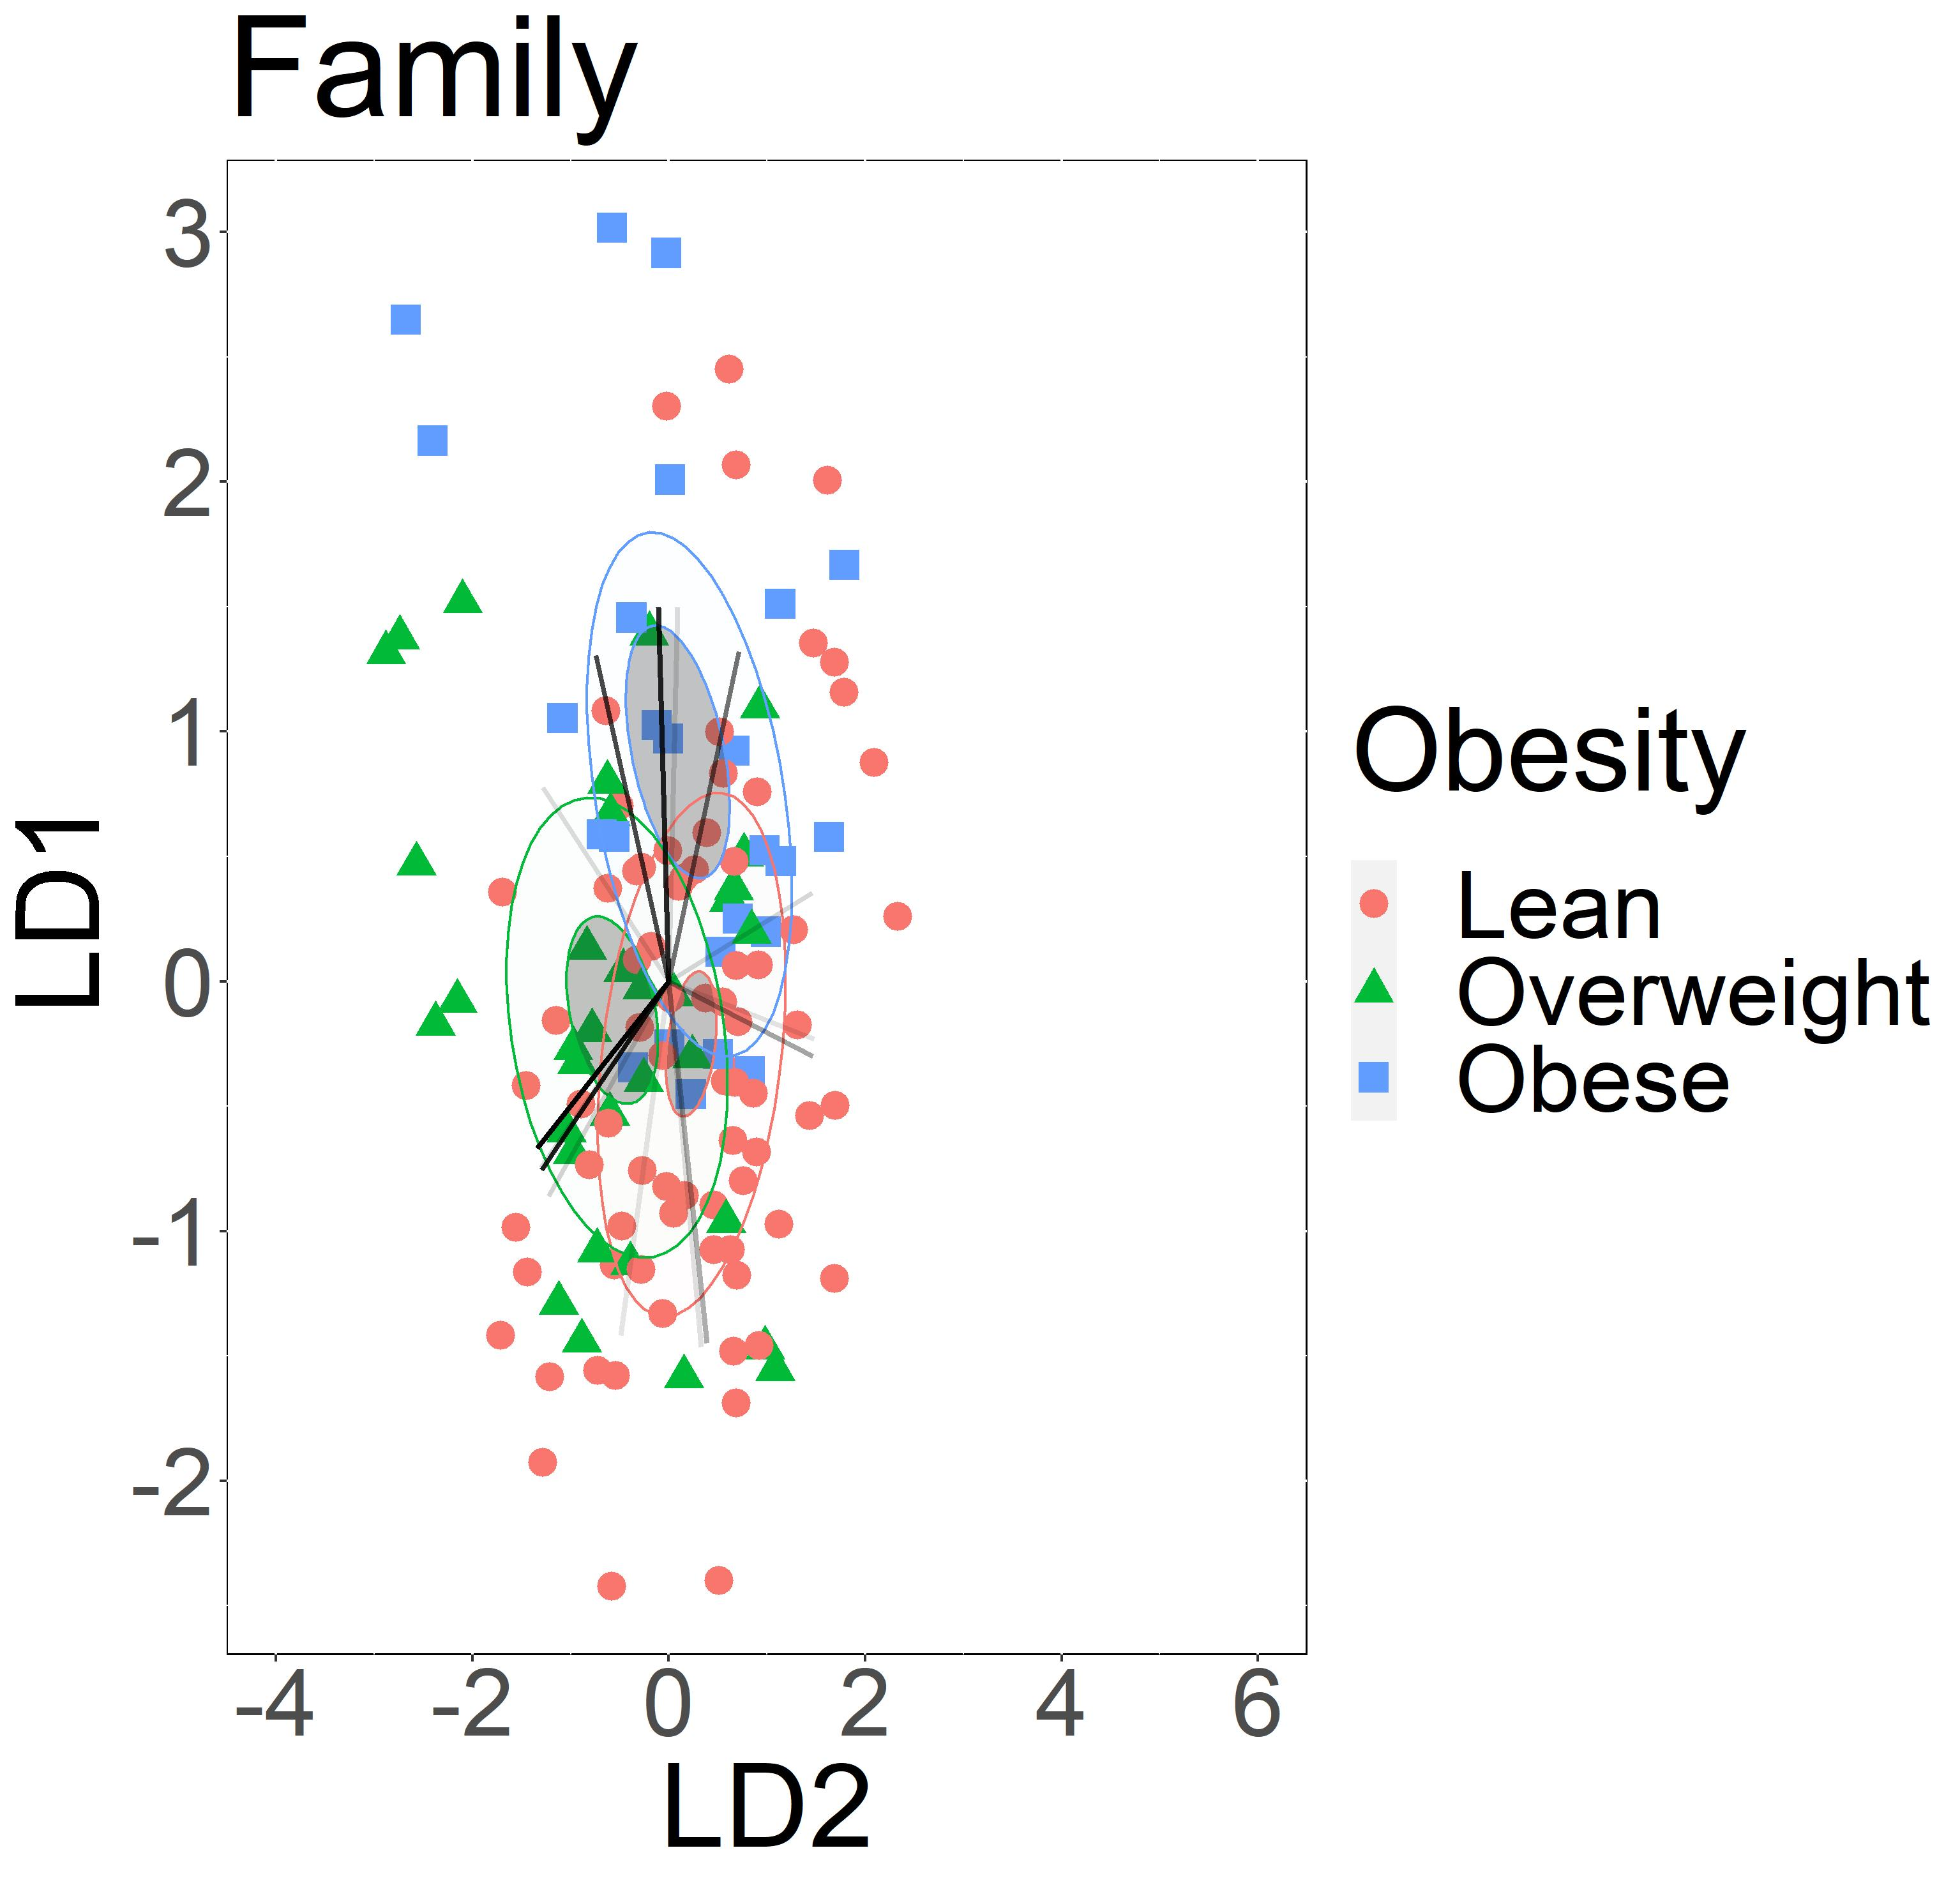 Family
LD1
3
2
1
0
-1
-2
-4 -2 0 2 4 6
LD2
Obesity
Lean
Overweight
Obese